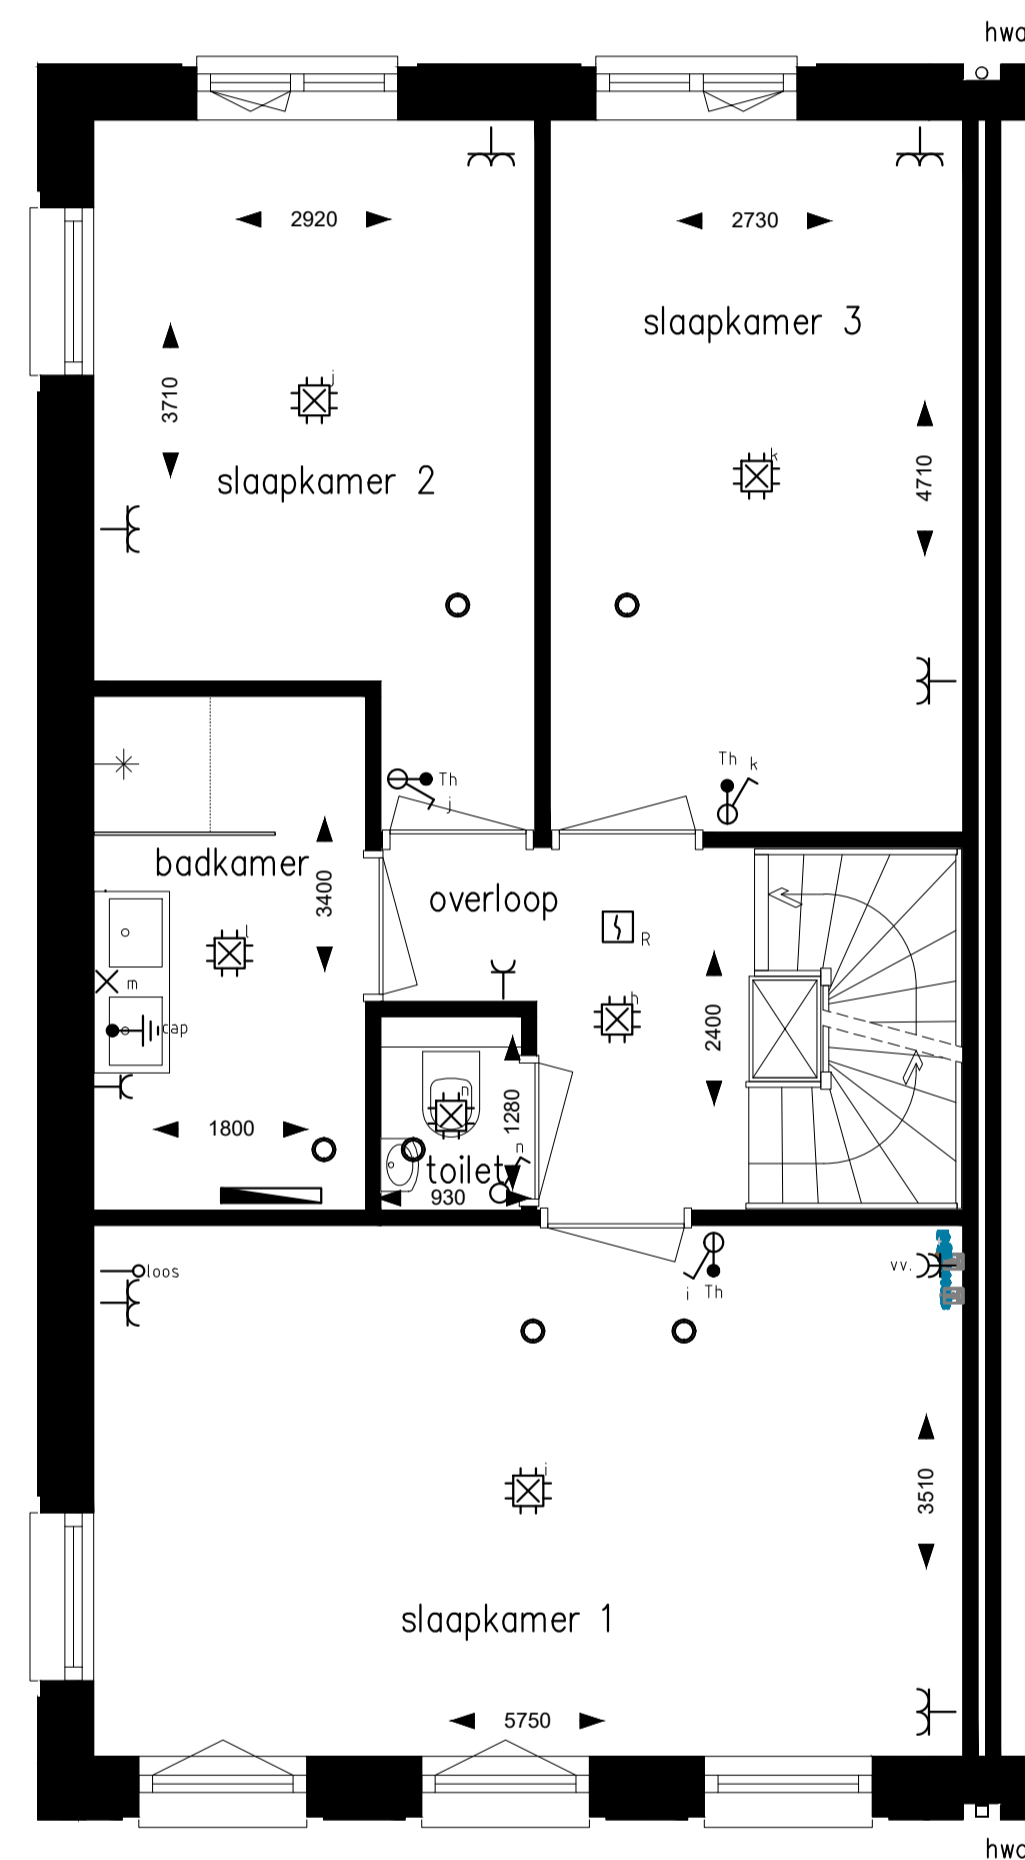 hwa
2920
2730
slaapkamer 3
j
3710
k
slaapkamer 2
4710
Th
j
Th k
badkamer
3400
overloop
l
R
m
h
cap
2400
n
1280
1800
n
toilet
930
loos
i Th
vv.
i
3510
slaapkamer 1
5750
hwa